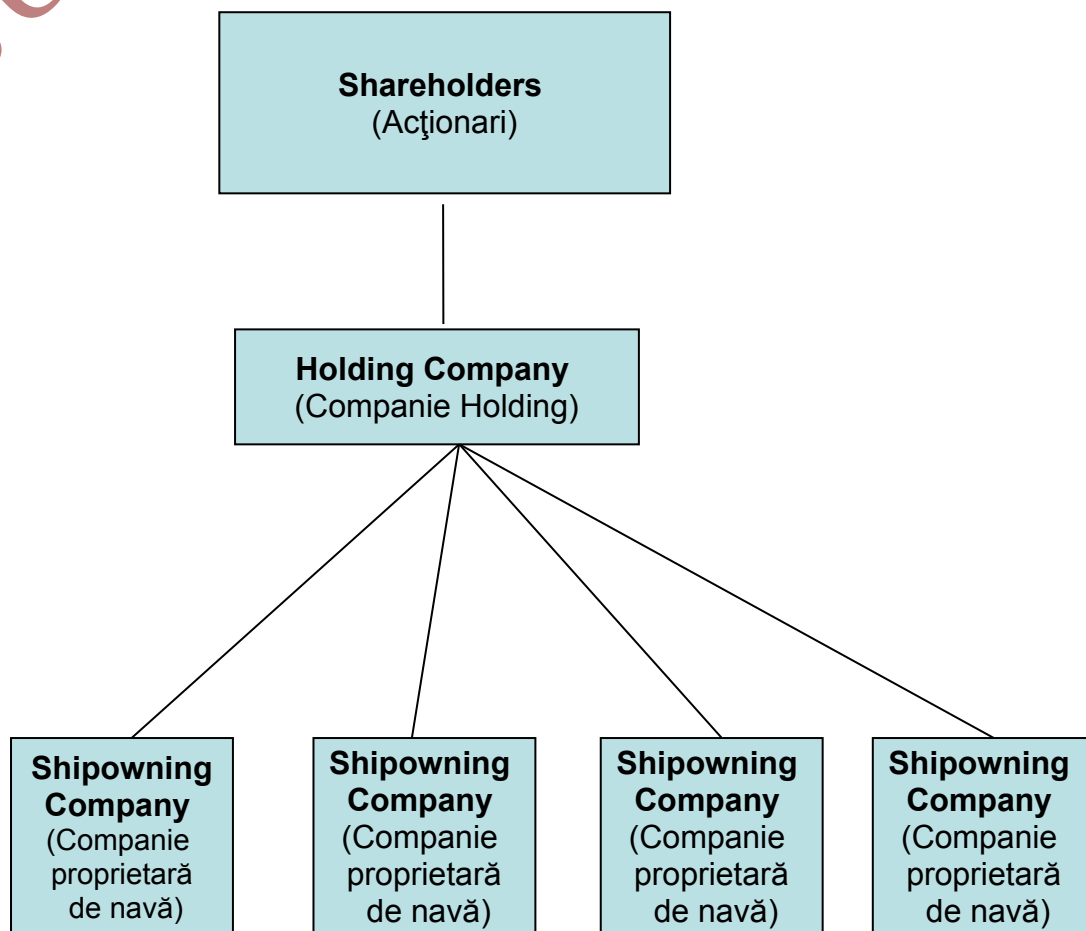 Shareholders
(Acţionari)
Holding Company
(Companie Holding)
Shipowning
Company
(Companie
proprietară
de navă)
Shipowning
Company
(Companie
proprietară
de navă)
Shipowning
Company
(Companie
proprietară
de navă)
Shipowning
Company
(Companie
proprietară
de navă)